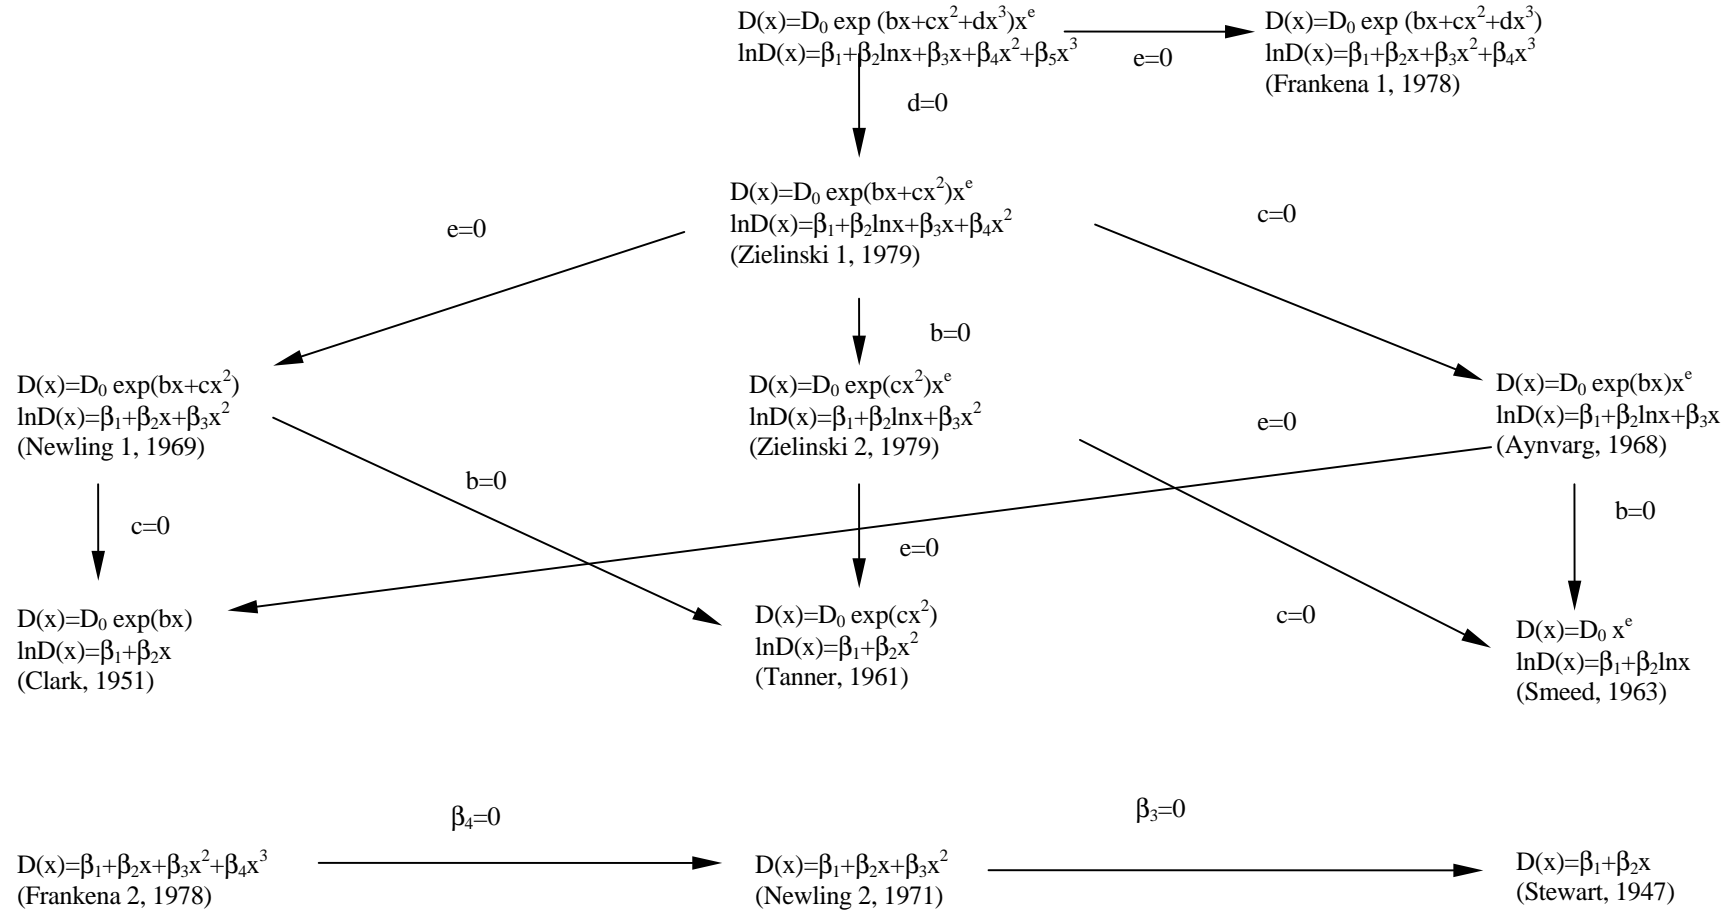 D(x)=D₀ exp (bx+cx²+dx³)xᵉ
lnD(x)=β₁+β₂lnx+β₃x+β₄x²+β₅x³
e=0
D(x)=D₀ exp (bx+cx²+dx³)
lnD(x)=β₁+β₂x+β₃x²+β₄x³
(Frankena 1, 1978)
d=0
D(x)=D₀ exp(bx+cx²)xᵉ
lnD(x)=β₁+β₂lnx+β₃x+β₄x²
(Zielinski 1, 1979)
e=0
c=0
b=0
D(x)=D₀ exp(bx+cx²)
lnD(x)=β₁+β₂x+β₃x²
(Newling 1, 1969)
D(x)=D₀ exp(cx²)xᵉ
lnD(x)=β₁+β₂lnx+β₃x²
(Zielinski 2, 1979)
D(x)=D₀ exp(bx)xᵉ
lnD(x)=β₁+β₂lnx+β₃x
(Aynvarg, 1968)
e=0
b=0
c=0
e=0
b=0
c=0
D(x)=D₀ exp(bx)
lnD(x)=β₁+β₂x
(Clark, 1951)
D(x)=D₀ exp(cx²)
lnD(x)=β₁+β₂x²
(Tanner, 1961)
D(x)=D₀ xᵉ
lnD(x)=β₁+β₂lnx
(Smeed, 1963)
β₄=0
β₃=0
D(x)=β₁+β₂x+β₃x²+β₄x³
(Frankena 2, 1978)
D(x)=β₁+β₂x+β₃x²
(Newling 2, 1971)
D(x)=β₁+β₂x
(Stewart, 1947)